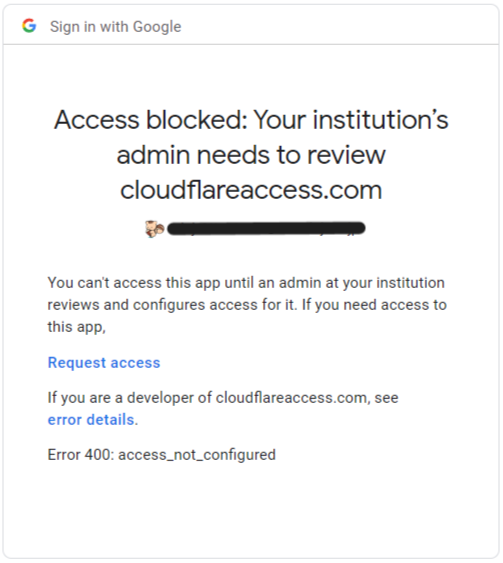 Sign in with Google
Access blocked: Your institution’s
admin needs to review
cloudflareaccess.com
You can't access this app until an admin at your institution
reviews and configures access for it. If you need access to
this app,
Request access
If you are a developer of cloudflareaccess.com, see
error details.
Error 400: access_not_configured